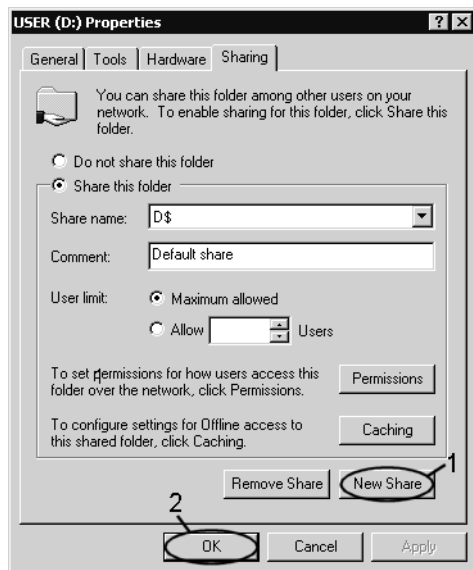 USER (D:) Properties
General Tools Hardware Sharing
You can share this folder among other users on your
network. To enable sharing for this folder, click Share this
folder.
Do not share this folder
Share this folder
Share name: D$
Comment: Default share
User limit: Maximum allowed
Allow Users
To set permissions for how users access this
folder over the network, click Permissions.
Permissions
To configure settings for Offline access to
this shared folder, click Caching.
Caching
1
Remove Share New Share
2
OK Cancel Apply